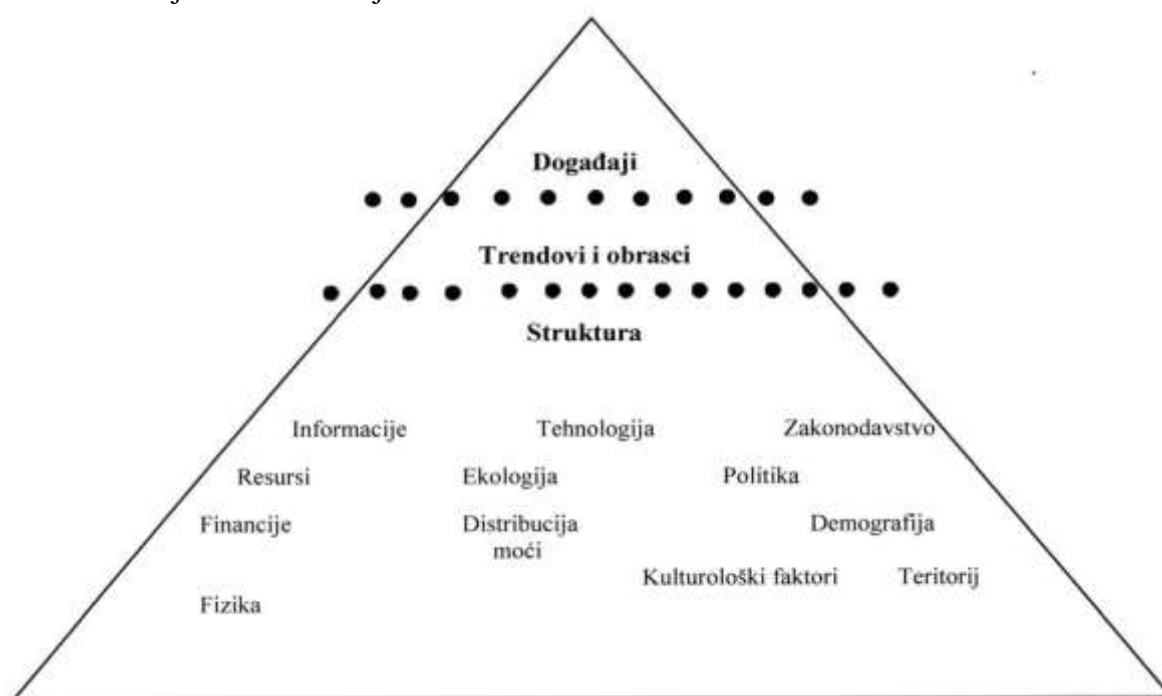 Događaji
Trendovi i obrasci
Struktura
Informacije Tehnologija Zakonodavstvo
Resursi Ekologija Politika
Financije Distribucija Demografija
moći
Kulturološki faktori Teritorij
Fizika